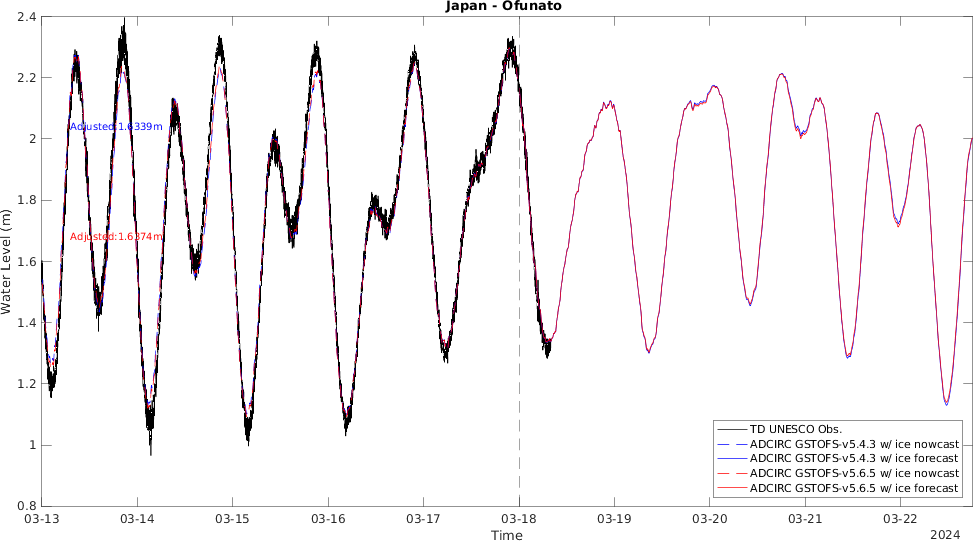 Japan - Ofunato
2.4
2.2
2
1.8
1.6
1.4
1.2
1
0.8
Water Level (m)
Adjusted:1.6339m
Adjusted:1.6374m
TD UNESCO Obs.
ADCIRC GSTOFS-v5.4.3 w/ ice nowcast
ADCIRC GSTOFS-v5.4.3 w/ ice forecast
ADCIRC GSTOFS-v5.6.5 w/ ice nowcast
ADCIRC GSTOFS-v5.6.5 w/ ice forecast
03-13 03-14 03-15 03-16 03-17 03-18 03-19 03-20 03-21 03-22
Time
2024